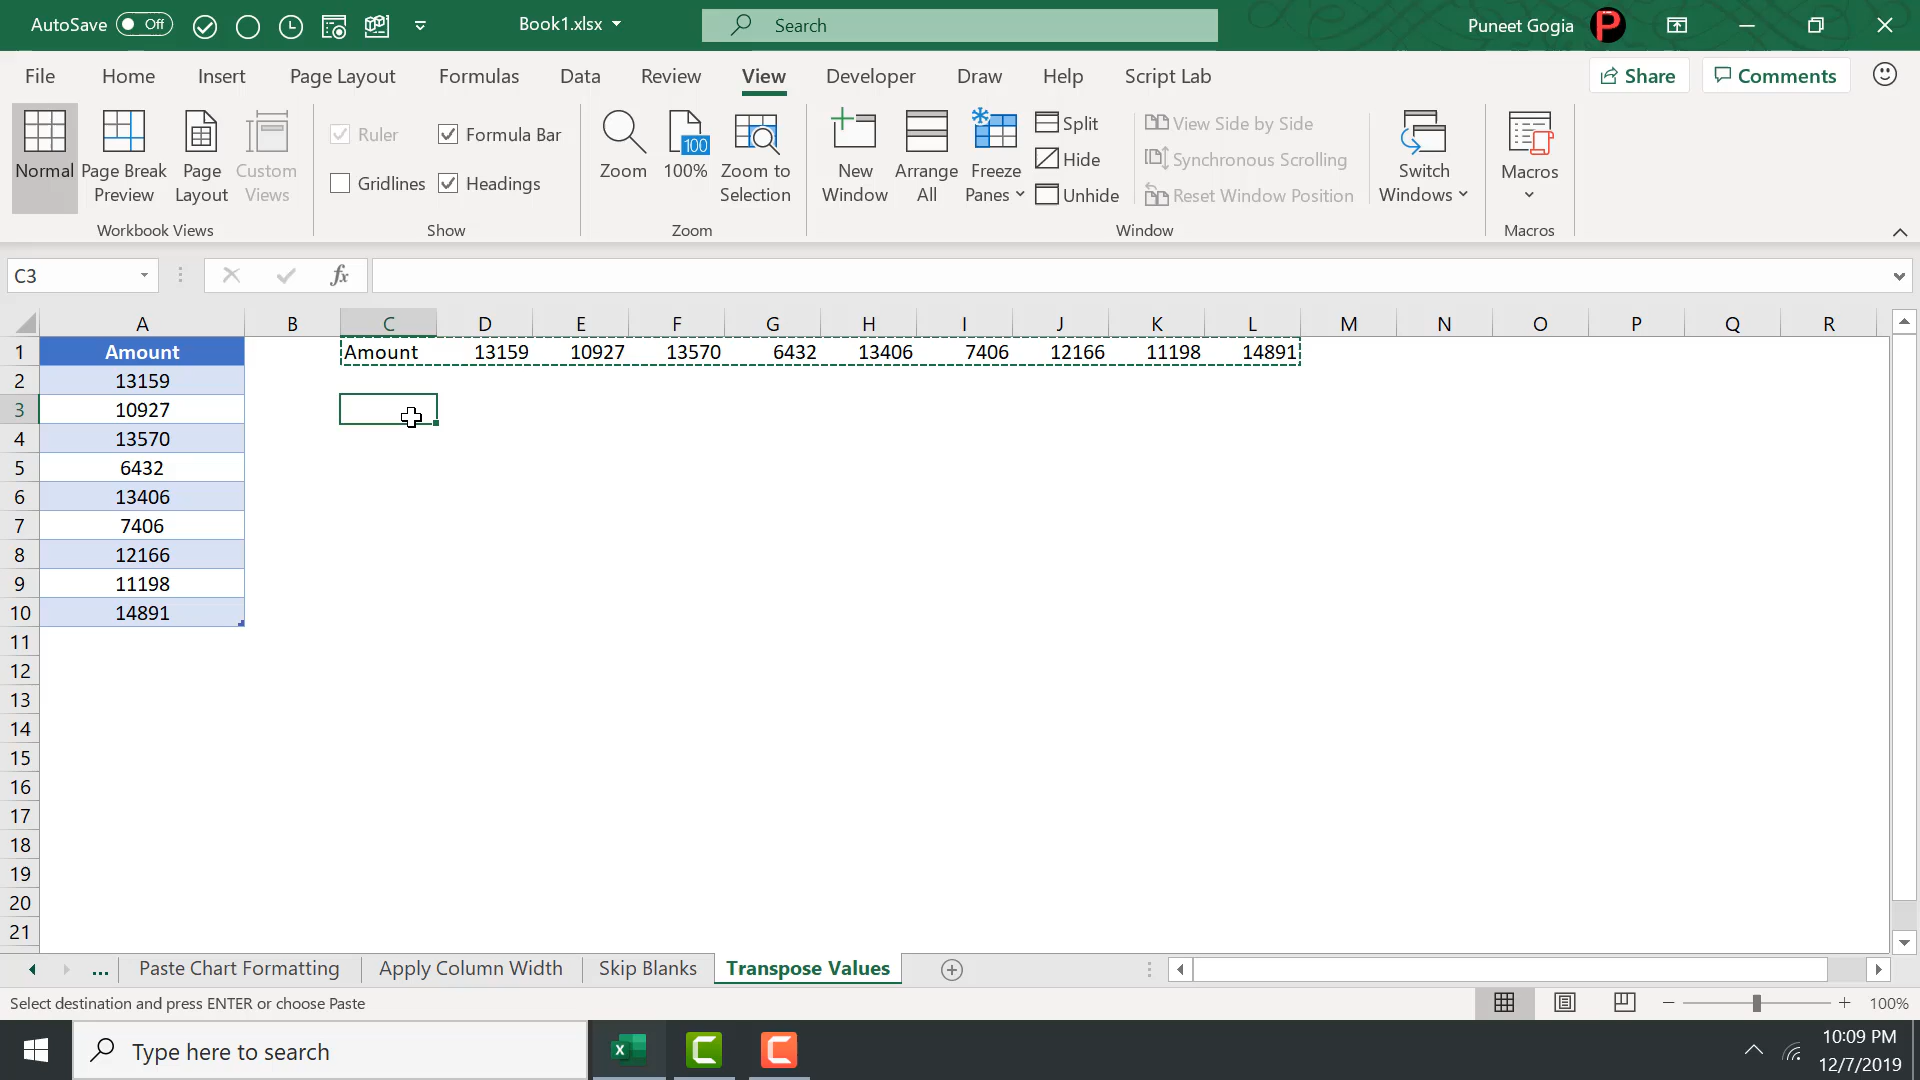 AutoSave Off Book1.xlsx Search Puneet Gogia P
File Home Insert Page Layout Formulas Data Review View Developer Draw Help Script Lab Share Comments
Normal Page Break Preview Page Layout Custom Views
Workbook Views
Ruler Formula Bar
Gridlines Headings
Show
Zoom 100 100% Zoom to Selection
Zoom
New Window Arrange All Freeze Panes
Split
Hide
Unhide
View Side by Side
Synchronous Scrolling
Reset Window Position
Switch Windows
Window
Macros
Macros
C3 fx
A B C D E F G H I J K L M N O P Q R
1 Amount Amount 13159 10927 13570 6432 13406 7406 12166 11198 14891
2 13159
3 10927
4 13570
5 6432
6 13406
7 7406
8 12166
9 11198
10 14891
11
12
13
14
15
16
17
18
19
20
21
... Paste Chart Formatting Apply Column Width Skip Blanks Transpose Values
Select destination and press ENTER or choose Paste 100%
Type here to search 10:09 PM
12/7/2019